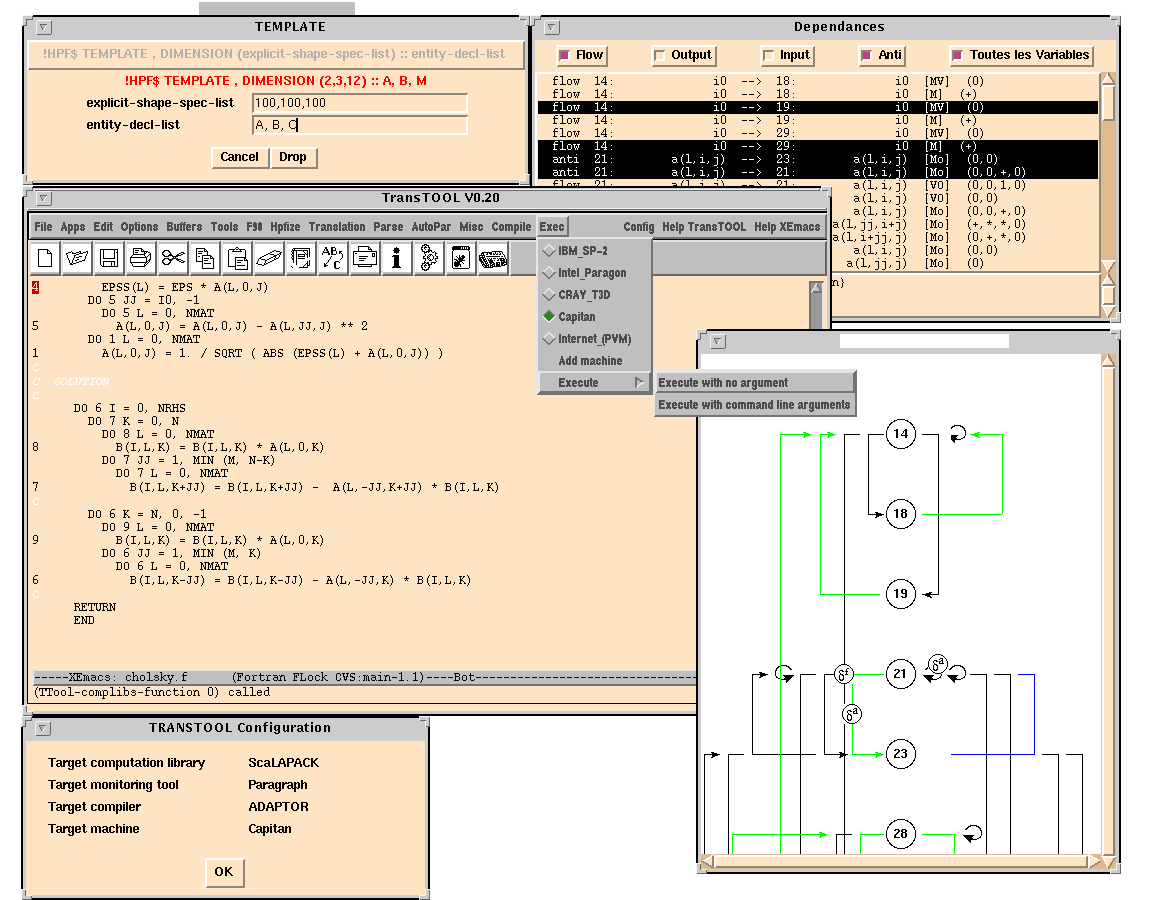 TEMPLATE
!HPF$ TEMPLATE , DIMENSION (explicit-shape-spec-list) :: entity-decl-list
!HPF$ TEMPLATE , DIMENSION (2,3,12) :: A, B, M
explicit-shape-spec-list 100,100,100
entity-decl-list A, B, C
Cancel Drop
Dependances
Flow Output Input Anti Toutes les Variables
flow 14: i0 --> 18: i0 [MV] (0)
flow 14: i0 --> 18: i0 [M] (+)
flow 14: i0 --> 19: i0 [MV] (0)
flow 14: i0 --> 19: i0 [M] (+)
flow 14: i0 --> 29: i0 [MV] (0)
flow 14: i0 --> 29: i0 [M] (+)
anti 21: a(l,i,j) --> 23: a(l,i,j) [Mo] (0,0)
anti 21: a(l,i,j) --> 21: a(l,i,j) [Mo] (0,0,+,0)
flow 21: a(l,i,j) --> 21: a(l,i,j) [VO] (0,0,1,0)
a(l,i,j) [VO] (0,0)
a(l,i,j) [Mo] (0,0,+,0)
a(l,jj,i+j) [Mo] (+,*,*,0)
a(l,i+jj,j) [Mo] (0,+,*,0)
a(l,jj,j) [Mo] (0)
n)
TransTOOL V0.20
File Apps Edit Options Buffers Tools F90 Hpfize Translation Parse AutoPar Misc Compile Exec Config Help TransTOOL Help XEmacs
IBM_SP-2
Intel_Paragon
CRAY_T3D
Capitan
Internet_(PVM)
Add machine
Execute
Execute with no argument
Execute with command line arguments
4 EPSS(L) = EPS * A(L,0,J)
DO 5 JJ = I0, -1
DO 5 L = 0, NMAT
5 A(L,0,J) = A(L,0,J) - A(L,JJ,J) ** 2
DO 1 L = 0, NMAT
1 A(L,0,J) = 1. / SQRT ( ABS (EPSS(L) + A(L,0,J)) )
C
C SOLUTION
C
DO 6 I = 0, NRHS
DO 7 K = 0, N
DO 8 L = 0, NMAT
8 B(I,L,K) = B(I,L,K) * A(L,0,K)
DO 7 JJ = 1, MIN (M, N-K)
DO 7 L = 0, NMAT
7 B(I,L,K+JJ) = B(I,L,K+JJ) - A(L,-JJ,K+JJ) * B(I,L,K)
C
DO 6 K = N, 0, -1
DO 9 L = 0, NMAT
9 B(I,L,K) = B(I,L,K) * A(L,0,K)
DO 6 JJ = 1, MIN (M, K)
DO 6 L = 0, NMAT
6 B(I,L,K-JJ) = B(I,L,K-JJ) - A(L,-JJ,K) * B(I,L,K)
C
RETURN
END
-----XEmacs: cholsky.f (Fortran FLock CVS:main-1.1)----Bot----
(TTool-complibs-function 0) called
14
18
19
δf 21 δa
δa
23
28
TRANSTOOL Configuration
Target computation library ScaLAPACK
Target monitoring tool Paragraph
Target compiler ADAPTOR
Target machine Capitan
OK